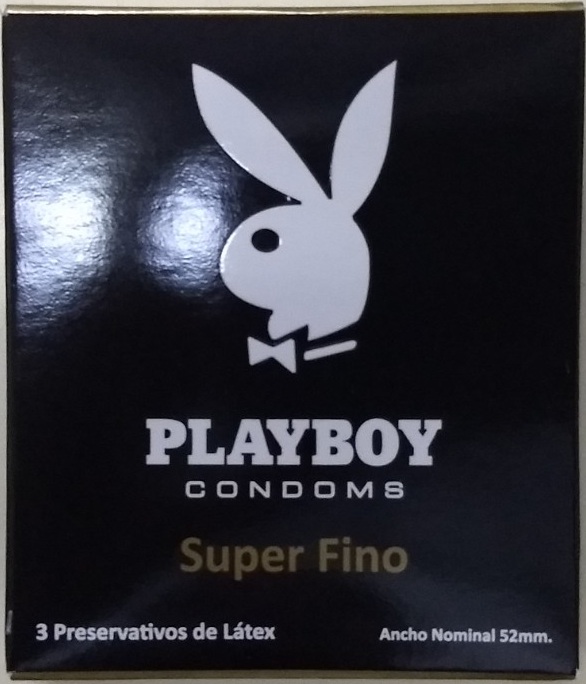 PLAYBOY
CONDOMS
Super Fino
3 Preservativos de Látex
Ancho Nominal 52mm.